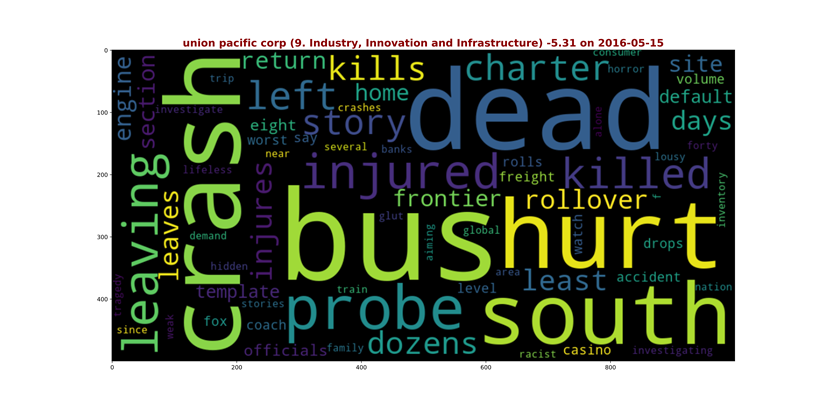 union pacific corp (9. Industry, Innovation and Infrastructure) -5.31 on 2016-05-15
0
100
200
300
400
0
200
400
600
800
engine
section
trip
return
kills
charter
consumer
horror
site
volume
investigate
crash
left
home
crashes
dead
default
eight
story
days
worst
say
several
alone
near
banks
forty
lifeless
injured
rolls
killed
lousy
leaving
leaves
injures
freight
frontier
rollover
inventory
bus
hurt
glut
demand
global
aiming
watch
drops
hidden
area
tragedy
template
train
level
least
accident
nation
stories
probe
south
since
weak
fox
coach
dozens
officials
family
racist
casino
investigating